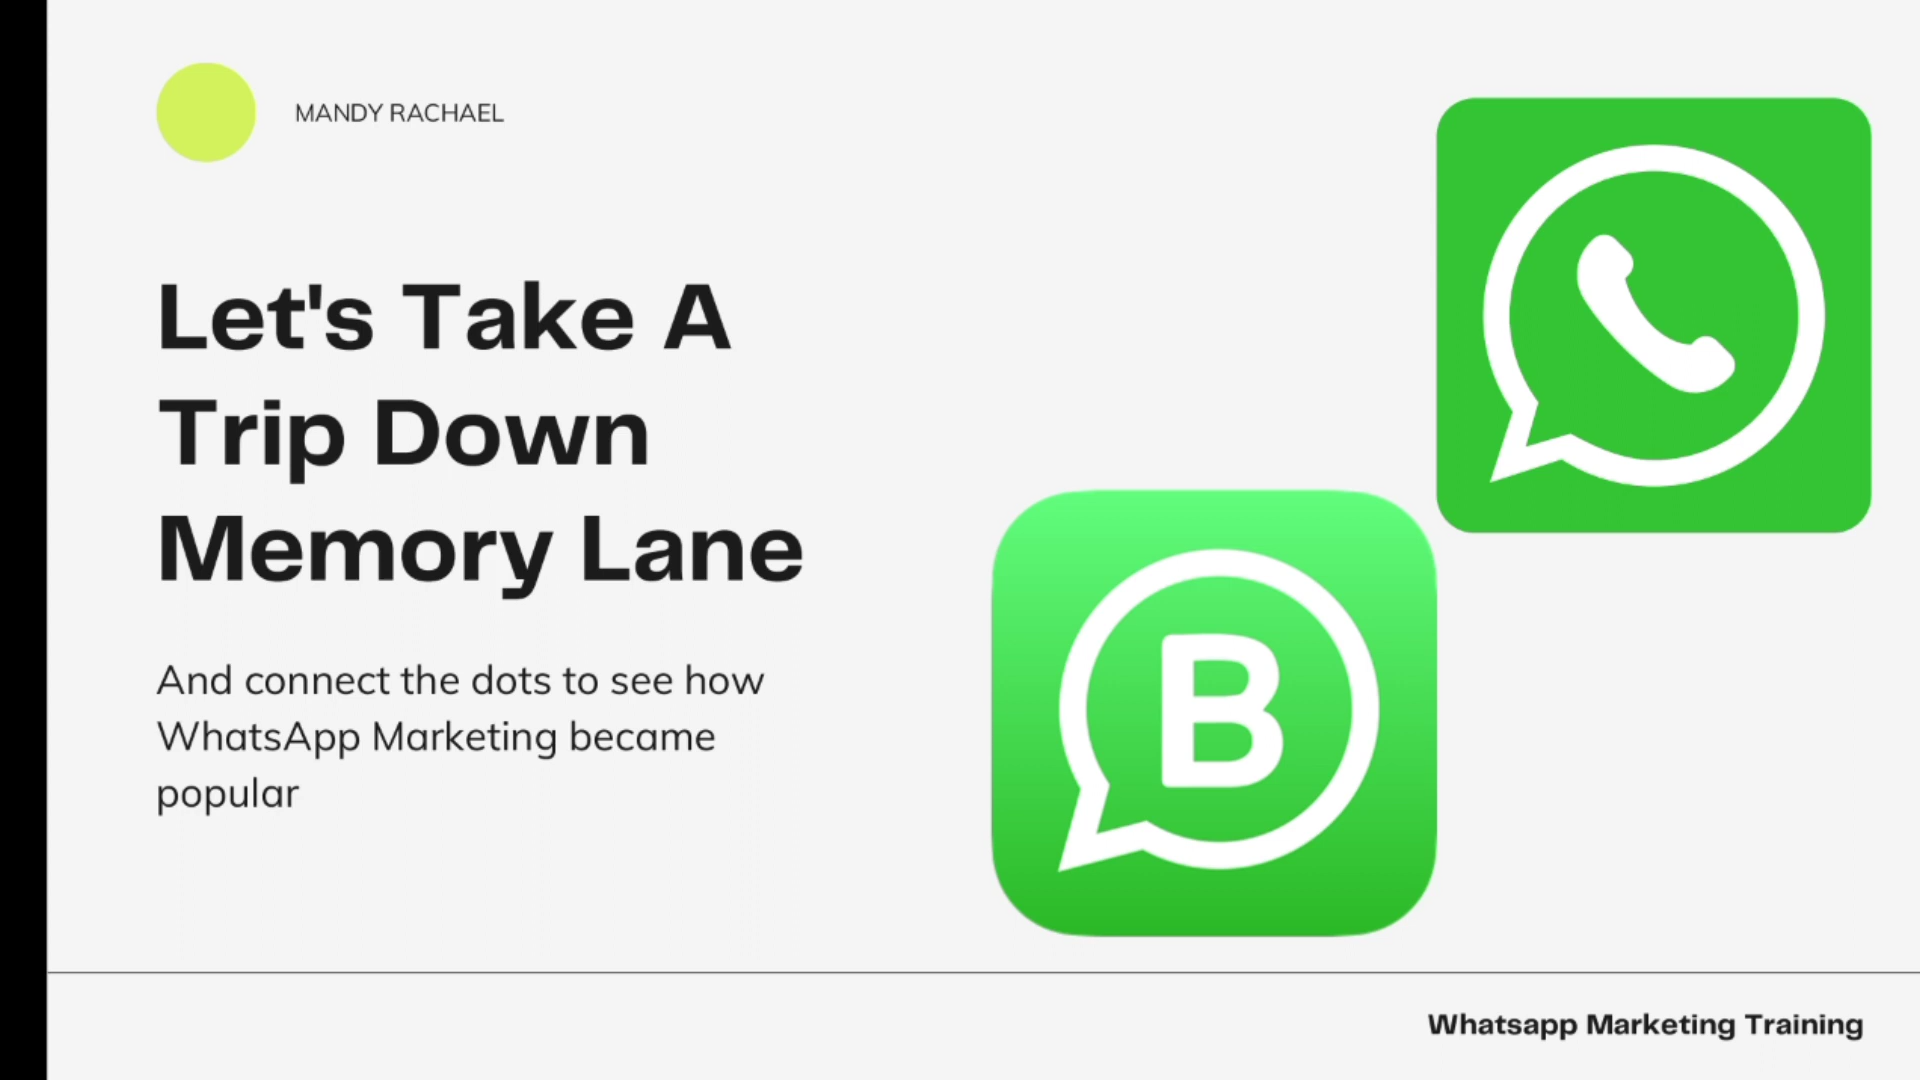 MANDY RACHAEL
Let's Take A
Trip Down
Memory Lane
And connect the dots to see how
WhatsApp Marketing became
popular
B
Whatsapp Marketing Training